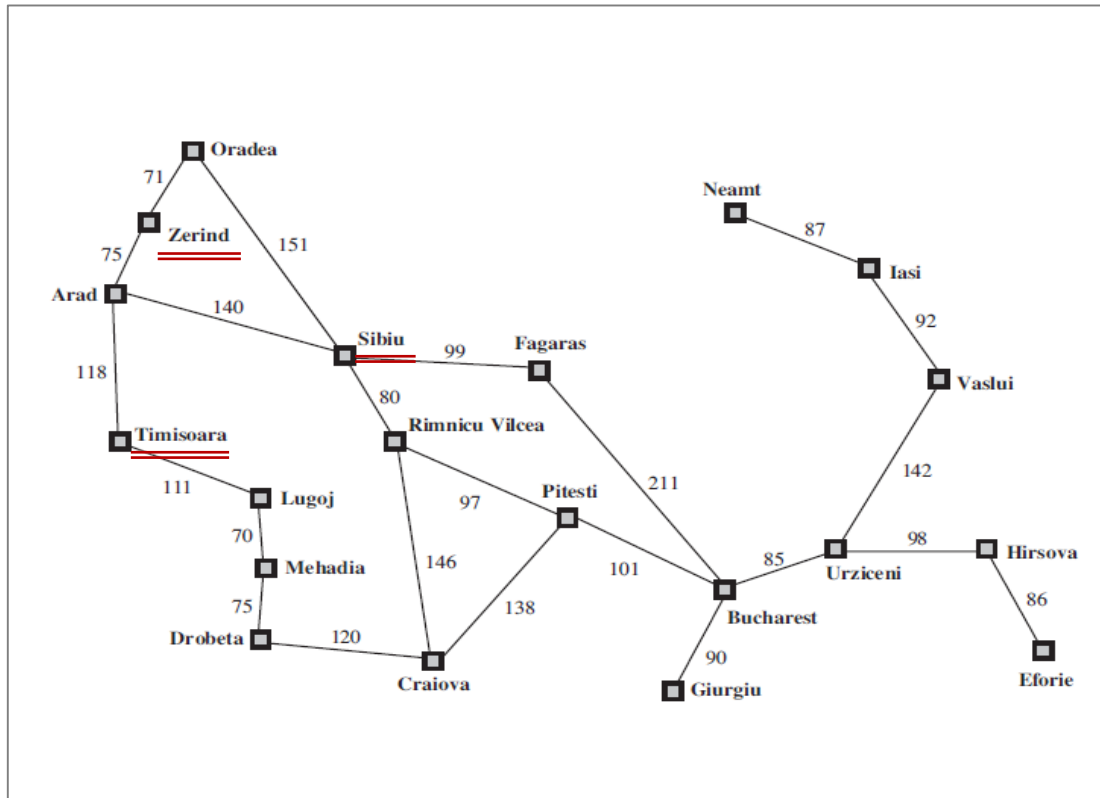 Oradea
71
Neamt
87
Zerind
151
75
Iasi
Arad
140
92
Sibiu
99
Fagaras
118
Vaslui
80
Timisoara
Rimnicu Vilcea
142
111
211
Lugoj
97
Pitesti
70
98
Hirsova
Mehadia
146
101
85
Urziceni
75
138
86
Bucharest
Drobeta
120
90
Craiova
Giurgiu
Eforie